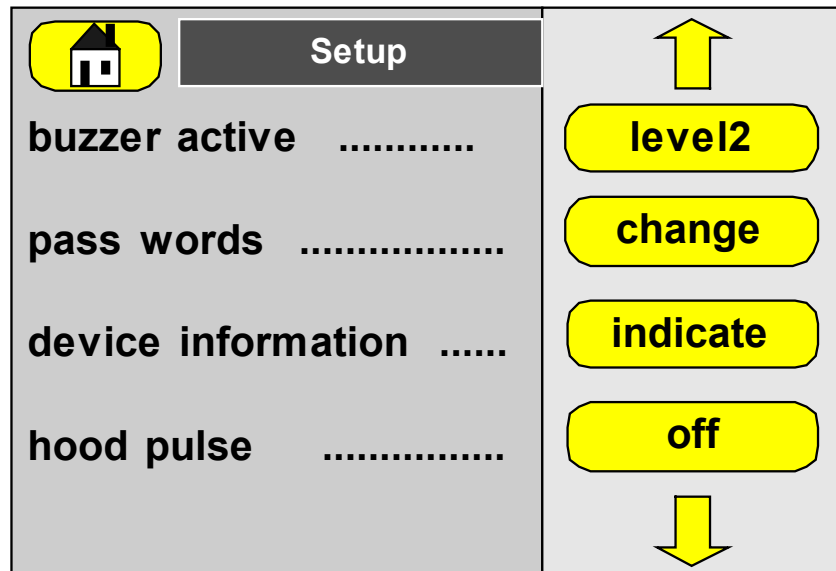 Setup
buzzer active ............ level2
pass words .................. change
device information ...... indicate
hood pulse ................ off